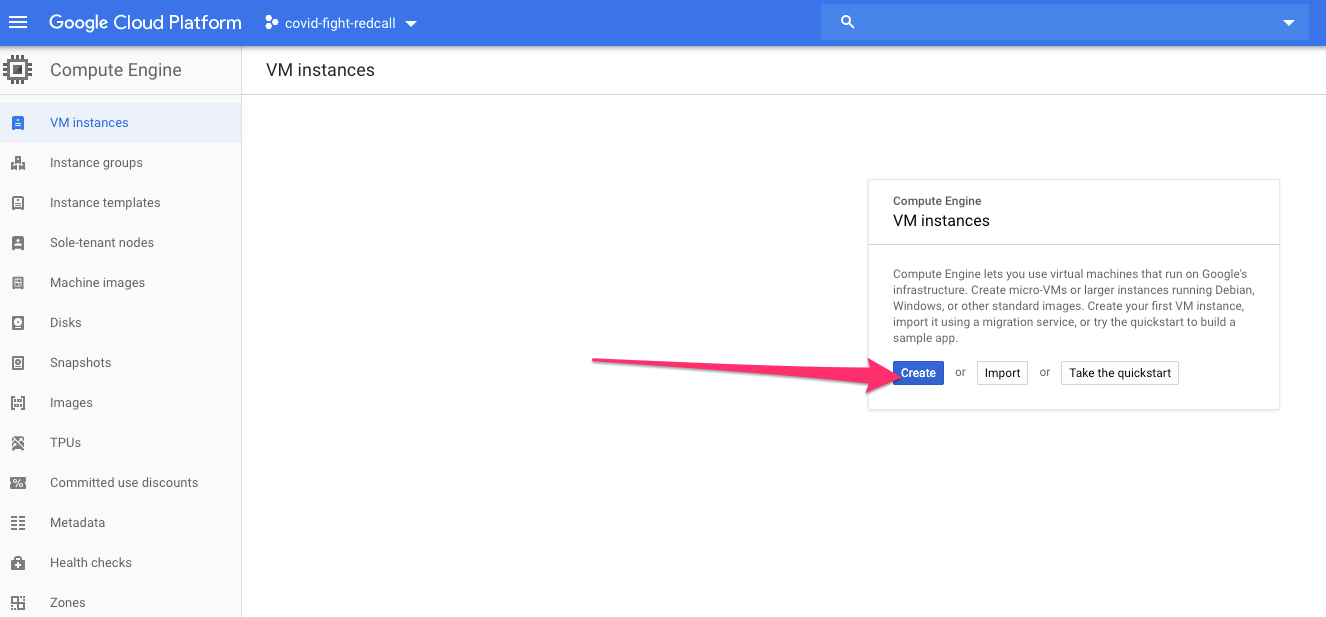 Google Cloud Platform
covid-fight-redcall
Compute Engine
VM instances
VM instances
Instance groups
Instance templates
Sole-tenant nodes
Machine images
Disks
Snapshots
Images
TPUs
Committed use discounts
Metadata
Health checks
Zones
Compute Engine
VM instances
Compute Engine lets you use virtual machines that run on Google's
infrastructure. Create micro-VMs or larger instances running Debian,
Windows, or other standard images. Create your first VM instance,
import it using a migration service, or try the quickstart to build a
sample app.
Create or Import or Take the quickstart